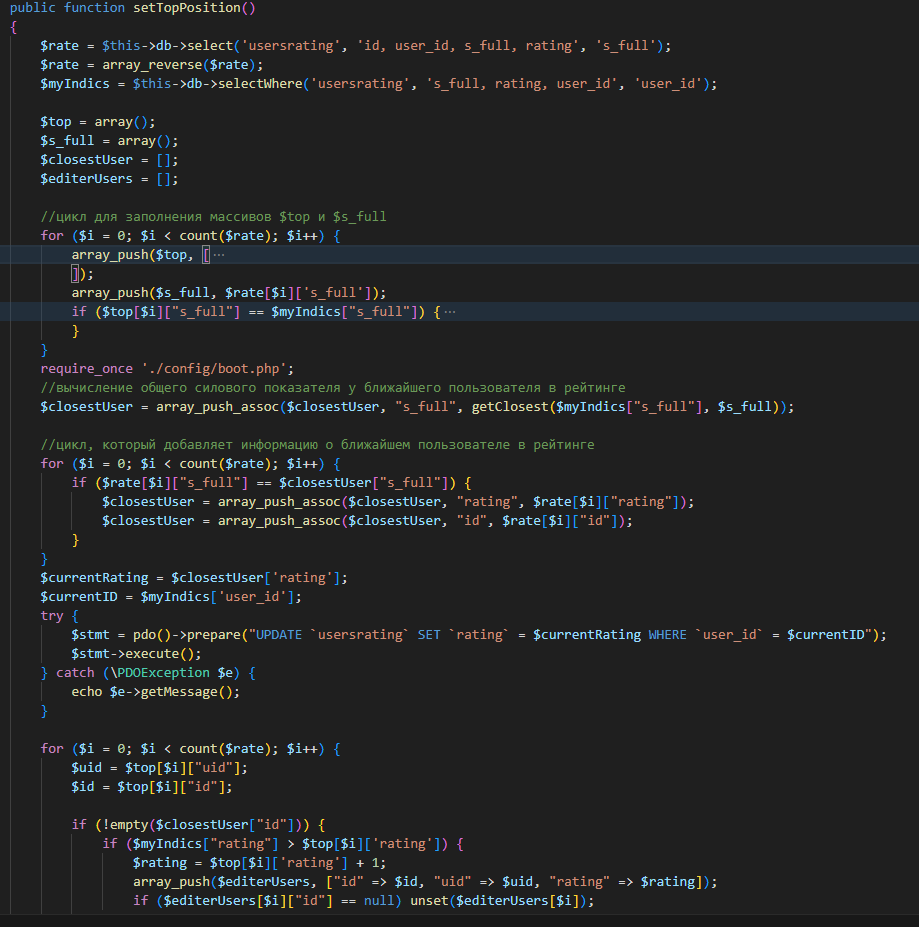 public function setTopPosition()
{
$rate = $this->db->select('usersrating', 'id, user_id, s_full, rating', 's_full');
$rate = array_reverse($rate);
$myIndics = $this->db->selectWhere('usersrating', 's_full, rating, user_id', 'user_id');
$top = array();
$s_full = array();
$closestUser = [];
$editerUsers = [];
//цикл для заполнения массивов $top и $s_full
for ($i = 0; $i < count($rate); $i++) {
array_push($top, [···
]);
array_push($s_full, $rate[$i]['s_full']);
if ($top[$i]["s_full"] == $myIndics["s_full"]) {···
}
}
require_once './config/boot.php';
//вычисление общего силового показателя у ближайшего пользователя в рейтинге
$closestUser = array_push_assoc($closestUser, "s_full", getClosest($myIndics["s_full"], $s_full));
//цикл, который добавляет информацию о ближайшем пользователе в рейтинге
for ($i = 0; $i < count($rate); $i++) {
if ($rate[$i]["s_full"] == $closestUser["s_full"]) {
$closestUser = array_push_assoc($closestUser, "rating", $rate[$i]["rating"]);
$closestUser = array_push_assoc($closestUser, "id", $rate[$i]["id"]);
}
}
$currentRating = $closestUser['rating'];
$currentID = $myIndics['user_id'];
try {
$stmt = pdo()->prepare("UPDATE `usersrating` SET `rating` = $currentRating WHERE `user_id` = $currentID");
$stmt->execute();
} catch (\PDOException $e) {
echo $e->getMessage();
}
for ($i = 0; $i < count($rate); $i++) {
$uid = $top[$i]["uid"];
$id = $top[$i]["id"];
if (!empty($closestUser["id"])) {
if ($myIndics["rating"] > $top[$i]['rating']) {
$rating = $top[$i]['rating'] + 1;
array_push($editerUsers, ["id" => $id, "uid" => $uid, "rating" => $rating]);
if ($editerUsers[$i]["id"] == null) unset($editerUsers[$i]);